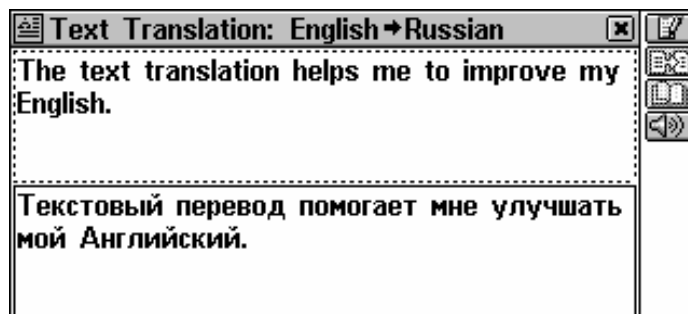 Text Translation: English➔Russian
The text translation helps me to improve my
English.
Текстовый перевод помогает мне улучшать
мой Английский.